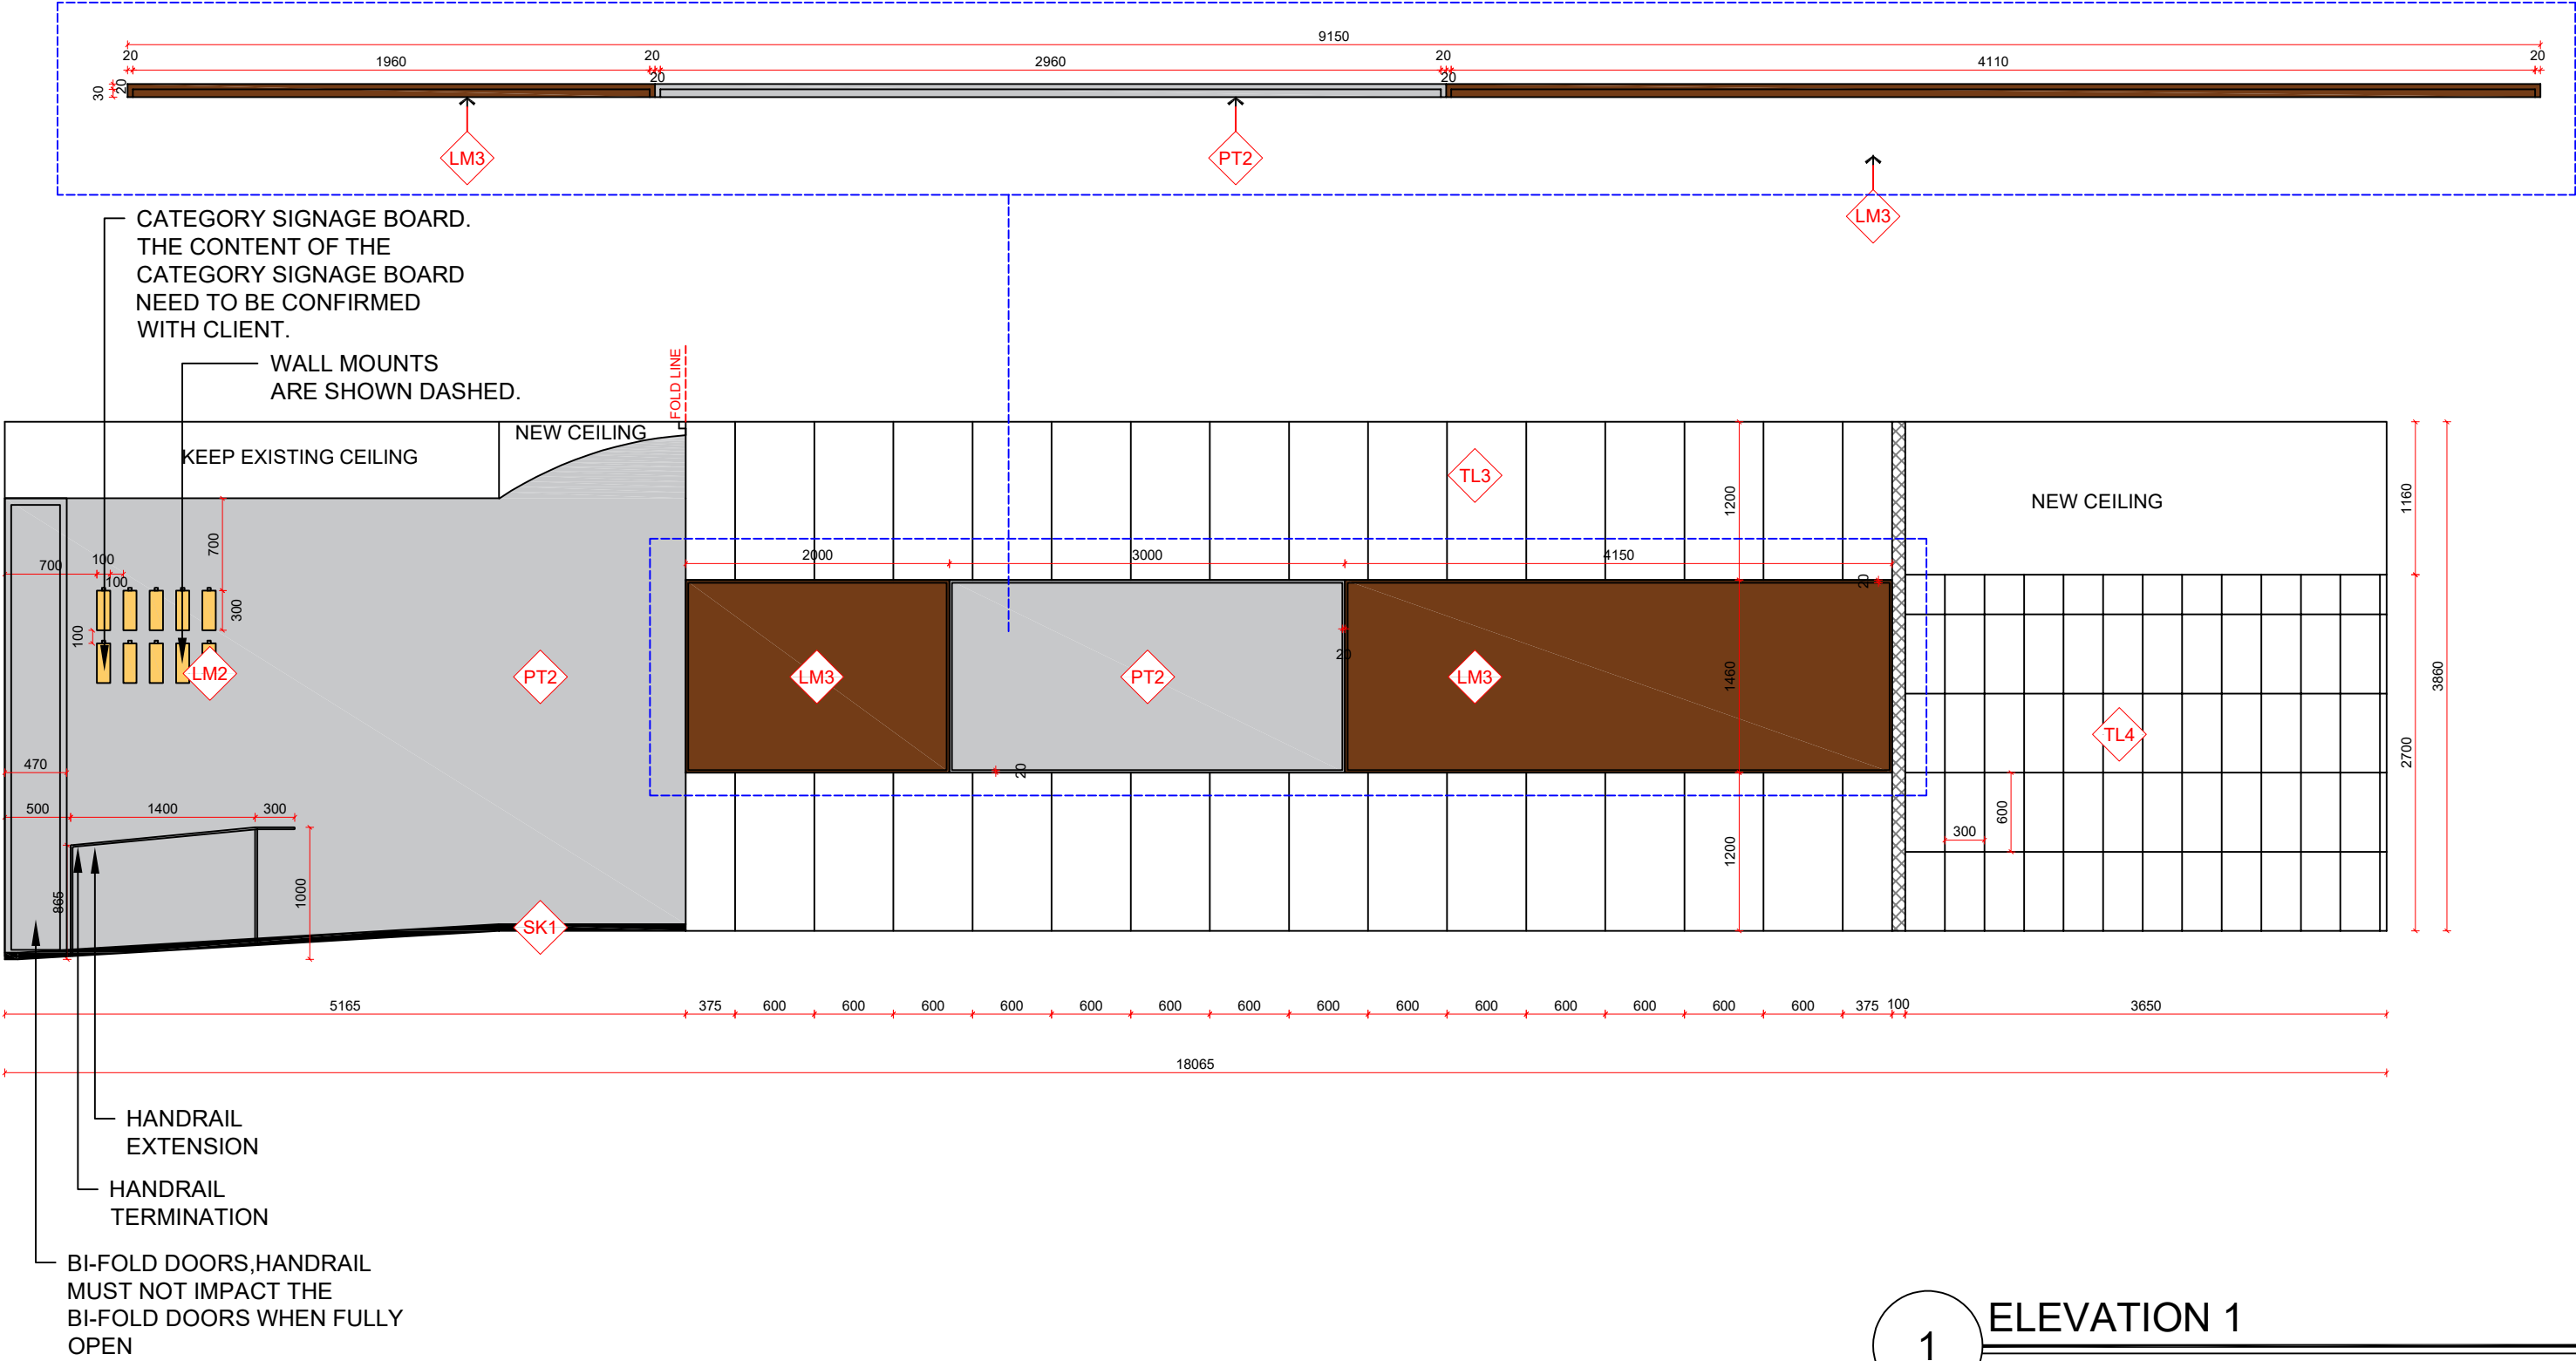 9150
20
1960
20
20
2960
20
20
4110
20
30
20
LM3
PT2
LM3
CATEGORY SIGNAGE BOARD.
THE CONTENT OF THE
CATEGORY SIGNAGE BOARD
NEED TO BE CONFIRMED
WITH CLIENT.
WALL MOUNTS
ARE SHOWN DASHED.
FOLD LINE
KEEP EXISTING CEILING
NEW CEILING
TL3
NEW CEILING
1200
1160
700
700
100
100
300
100
2000
3000
4150
20
20
20
LM2
PT2
LM3
PT2
LM3
1460
3860
TL4
2700
470
500
1400
300
865
1000
SK1
1200
300
600
5165
375
600
600
600
600
600
600
600
600
600
600
600
600
600
600
375
100
3650
18065
HANDRAIL
EXTENSION
HANDRAIL
TERMINATION
BI-FOLD DOORS,HANDRAIL
MUST NOT IMPACT THE
BI-FOLD DOORS WHEN FULLY
OPEN
1
ELEVATION 1